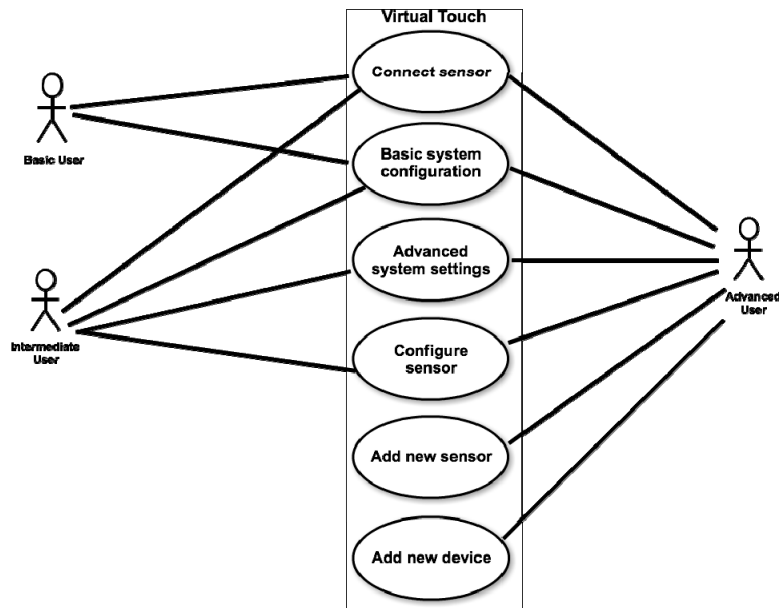 Virtual Touch
Connect sensor
Basic User
Basic system
configuration
Advanced
system settings
Intermediate
User
Advanced
User
Configure
sensor
Add new sensor
Add new device